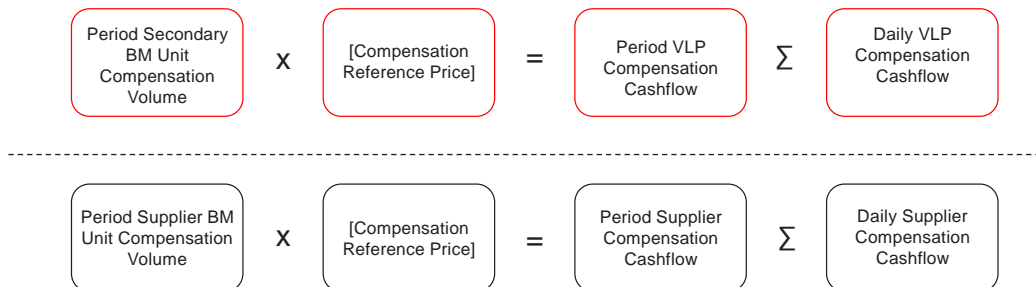 Period Secondary
BM Unit
Compensation
Volume
x
[Compensation
Reference Price]
=
Period VLP
Compensation
Cashflow
Σ
Daily VLP
Compensation
Cashflow
Period Supplier BM
Unit Compensation
Volume
x
[Compensation
Reference Price]
=
Period Supplier
Compensation
Cashflow
Σ
Daily Supplier
Compensation
Cashflow